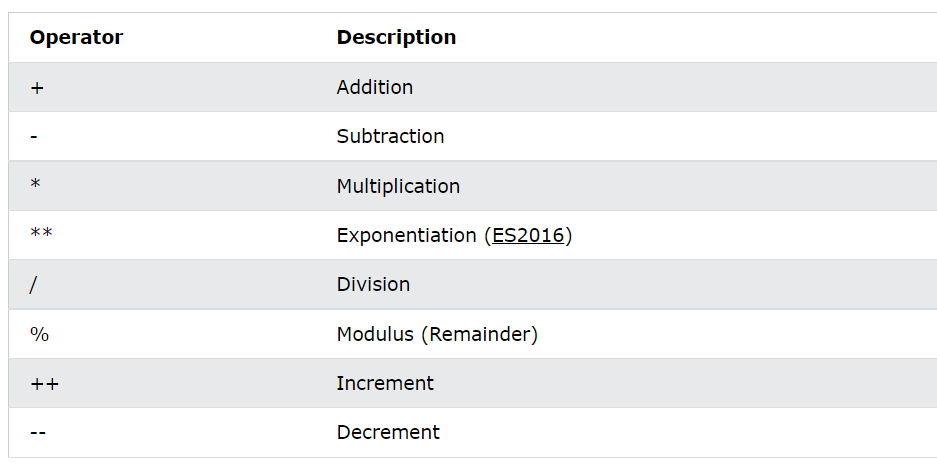 Operator Description
+ Addition
- Subtraction
* Multiplication
** Exponentiation (ES2016)
/ Division
% Modulus (Remainder)
++ Increment
-- Decrement